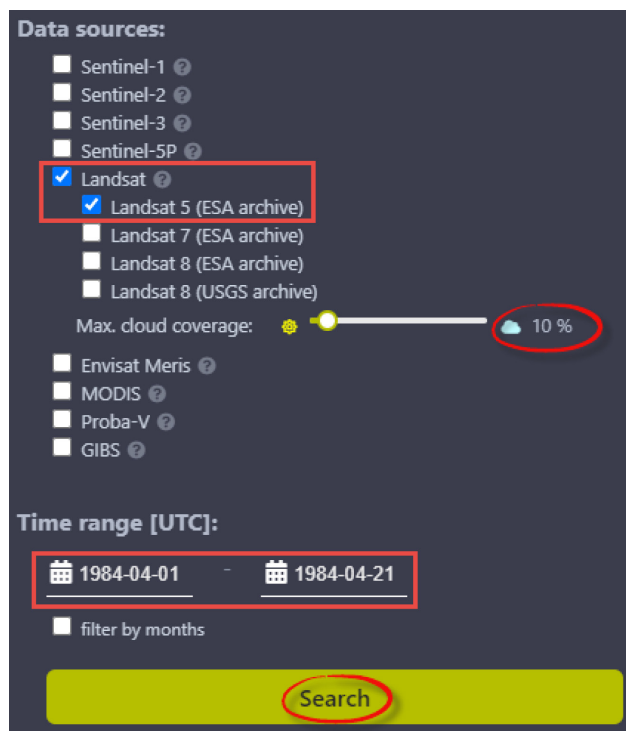 Data sources:
Sentinel-1
Sentinel-2
Sentinel-3
Sentinel-5P
Landsat
Landsat 5 (ESA archive)
Landsat 7 (ESA archive)
Landsat 8 (ESA archive)
Landsat 8 (USGS archive)
Max. cloud coverage: 10 %
Envisat Meris
MODIS
Proba-V
GIBS
Time range [UTC]:
1984-04-01 - 1984-04-21
filter by months
Search